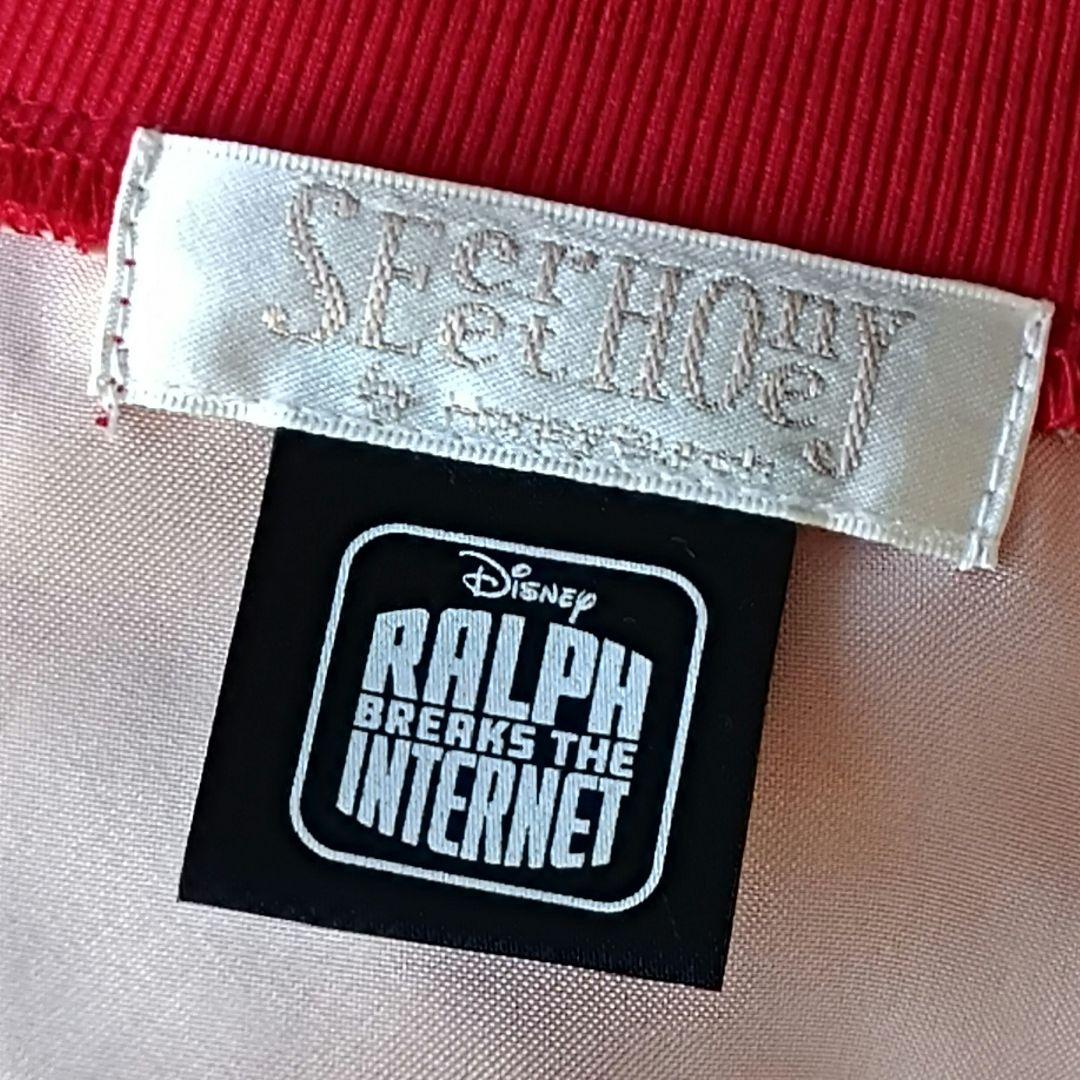 SEcret HONey
Disney
RALPH
BREAKS THE
INTERNET